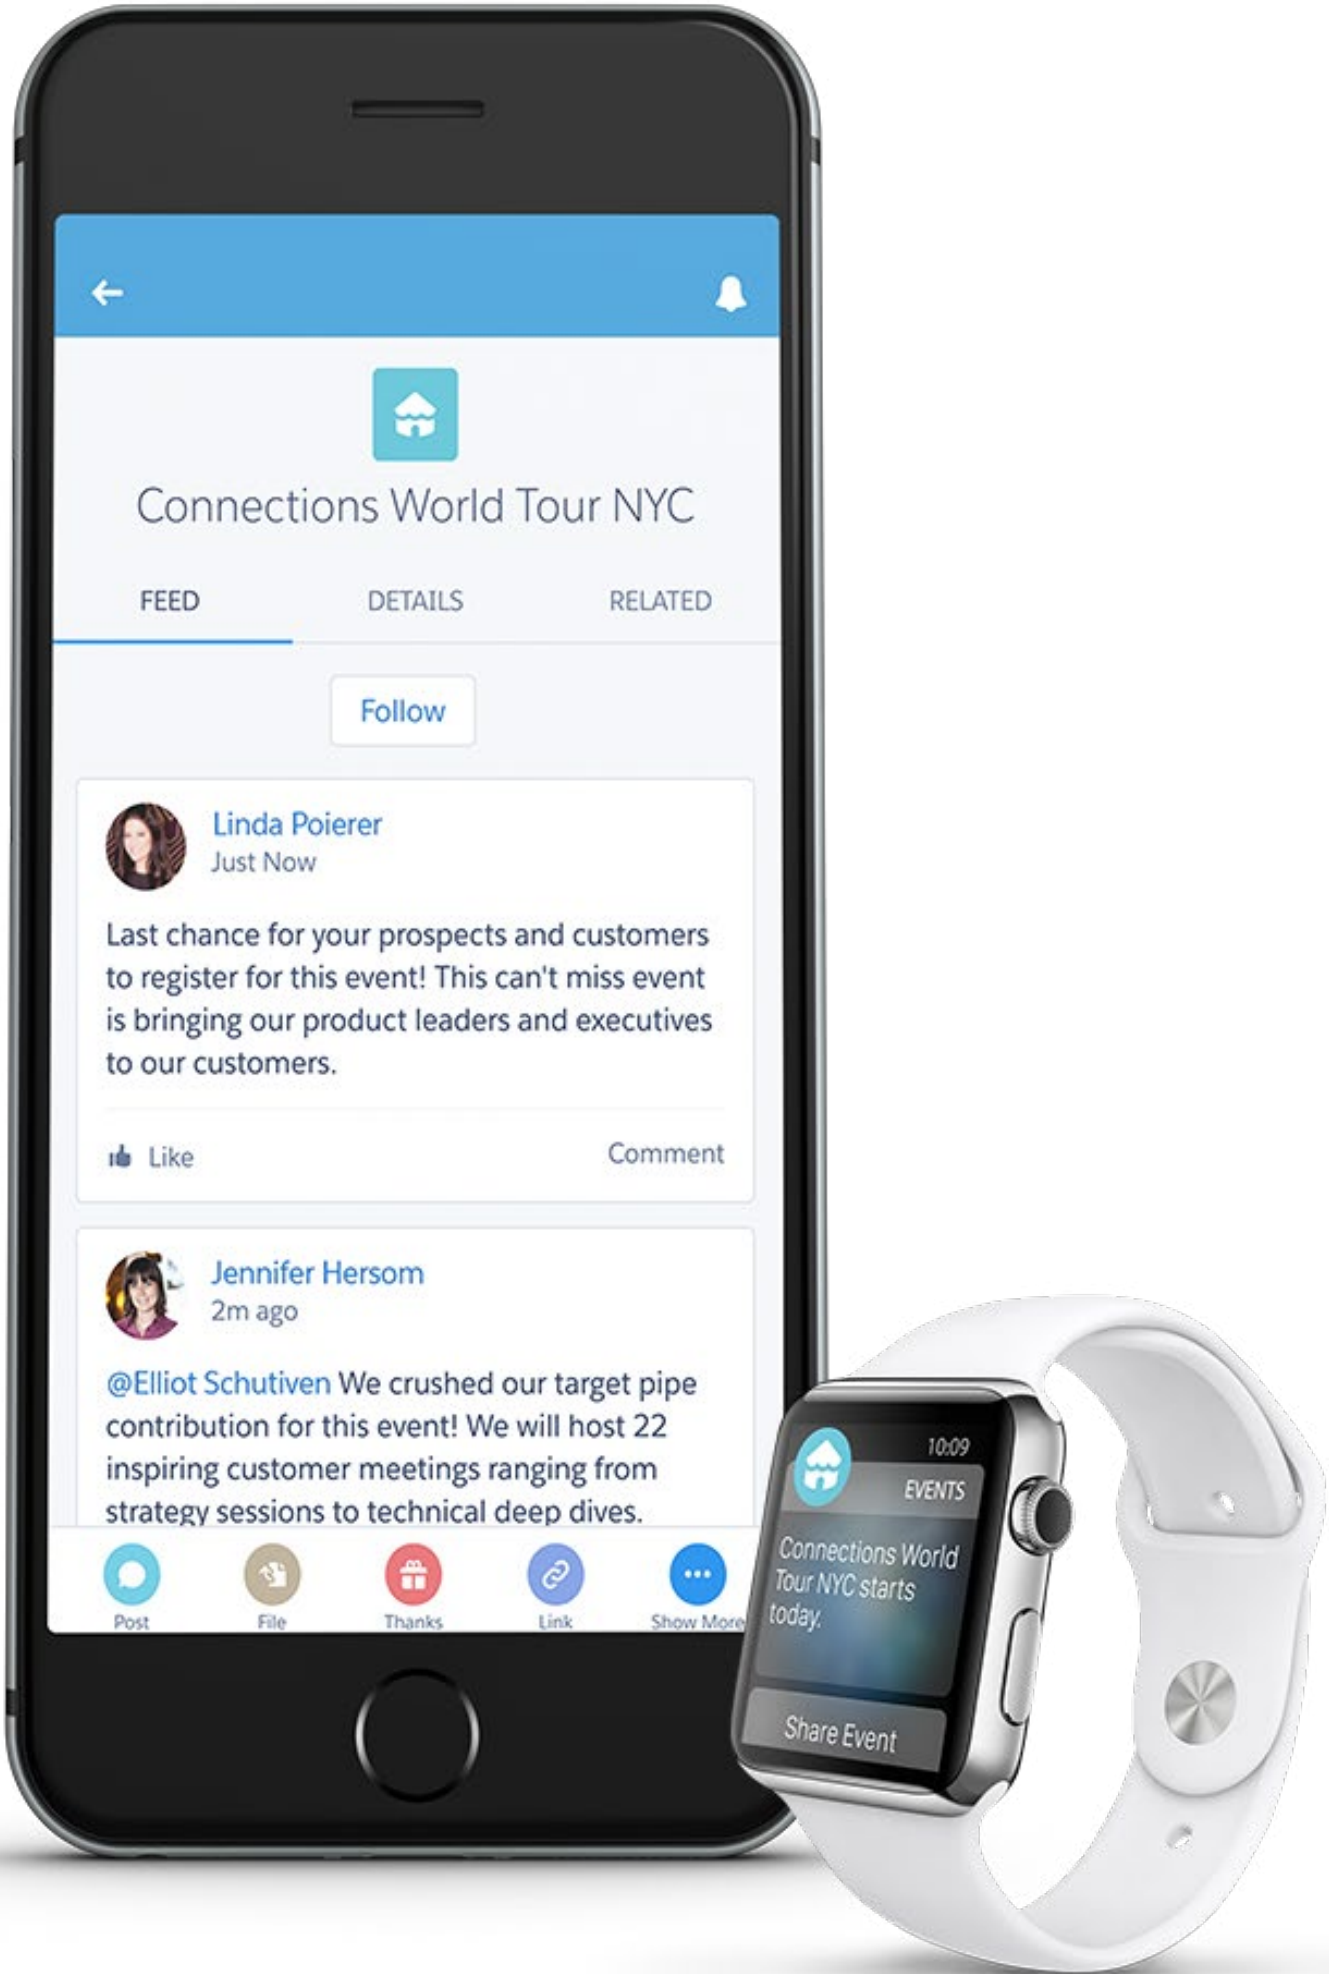 Connections World Tour NYC
FEED
DETAILS
RELATED
Follow
Linda Poierer
Just Now
Last chance for your prospects and customers
to register for this event! This can't miss event
is bringing our product leaders and executives
to our customers.
Like
Comment
Jennifer Hersom
2m ago
@Elliot Schutiven We crushed our target pipe
contribution for this event! We will host 22
inspiring customer meetings ranging from
strategy sessions to technical deep dives.
Post
File
Thanks
Link
Show More
10:09
EVENTS
Connections World
Tour NYC starts
today.
Share Event